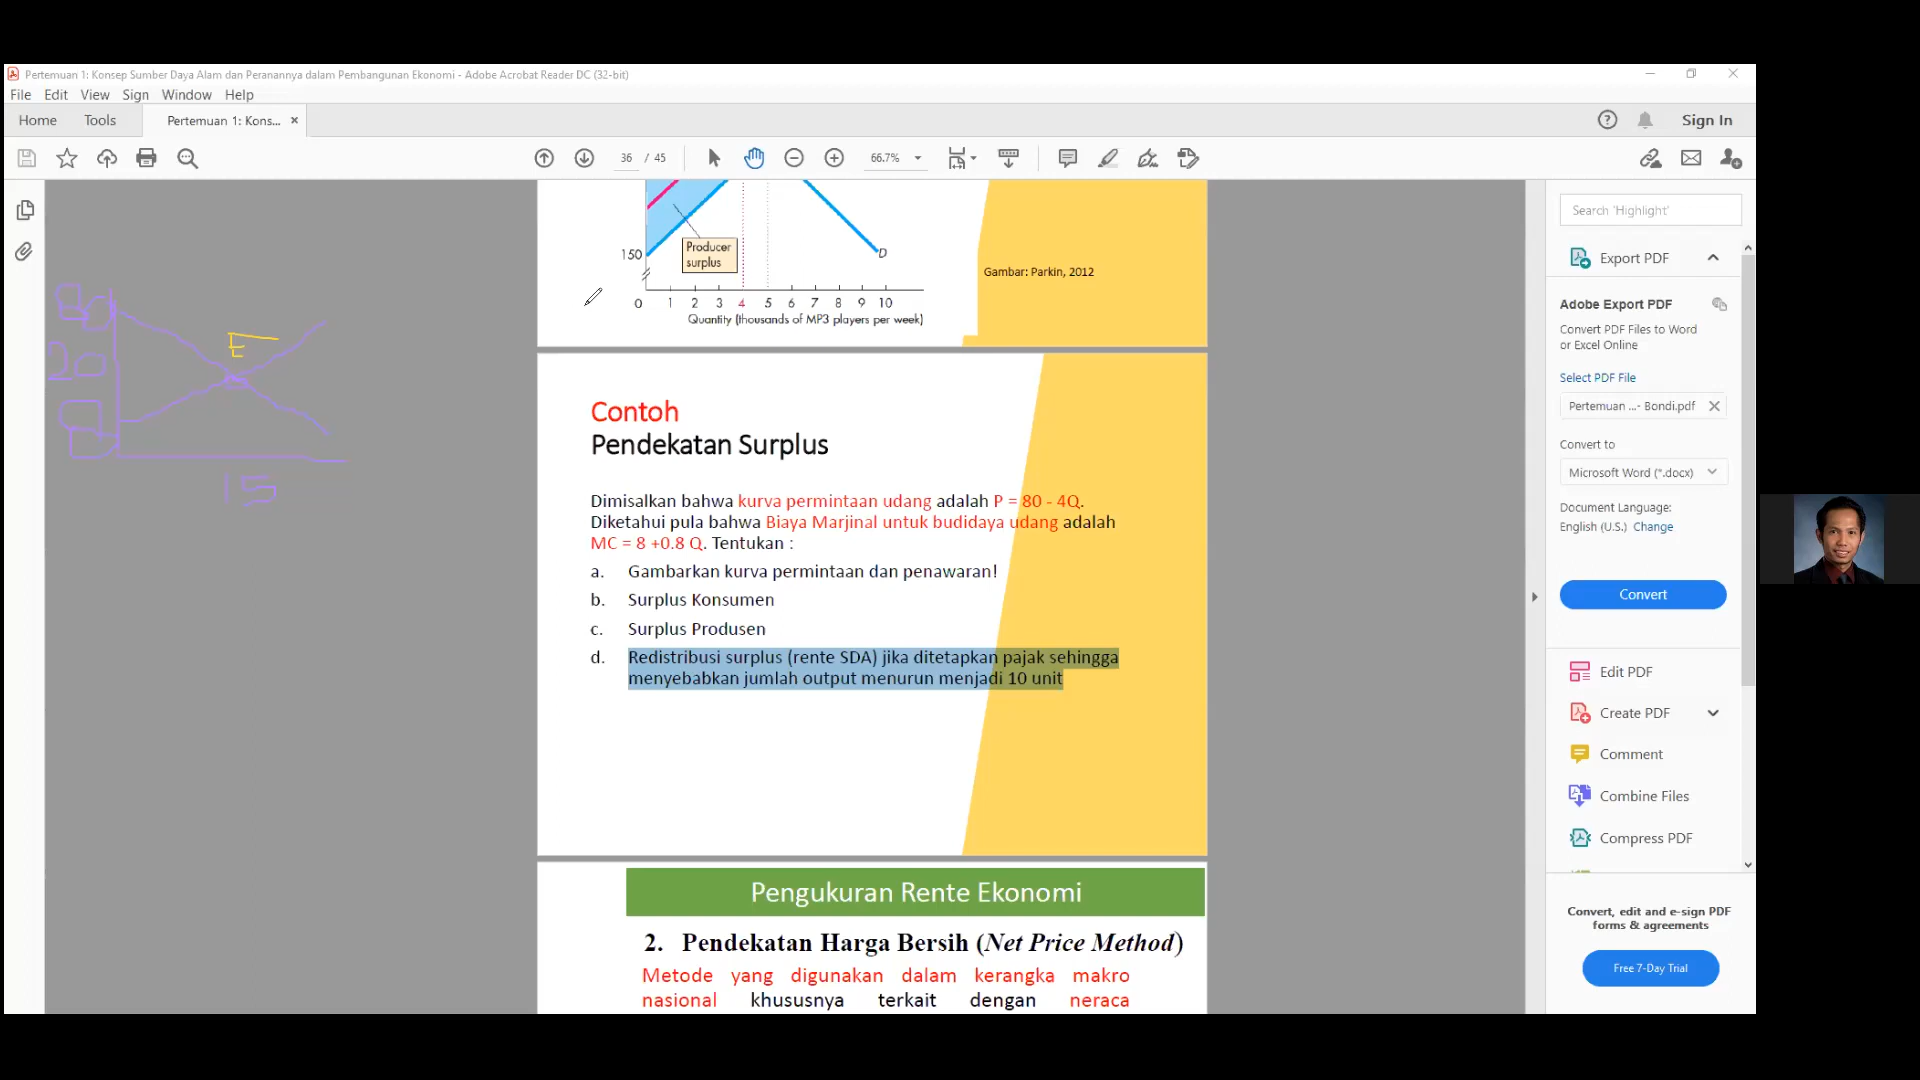 Pertemuan 1: Konsep Sumber Daya Alam dan Peranannya dalam Pembangunan Ekonomi - Adobe Acrobat Reader DC (32-bit)
File Edit View Sign Window Help
Home Tools Pertemuan 1: Kons... × Sign In
36 / 45 66.7%
Search 'Highlight'
Export PDF
Adobe Export PDF
Convert PDF Files to Word
or Excel Online
Select PDF File
Pertemuan ...- Bondi.pdf
Convert to
Microsoft Word (*.docx)
Document Language:
English (U.S.) Change
Convert
Edit PDF
Create PDF
Comment
Combine Files
Compress PDF
Convert, edit and e-sign PDF
forms & agreements
Free 7-Day Trial
Producer
surplus
150
D
0 1 2 3 4 5 6 7 8 9 10
Quantity (thousands of MP3 players per week)
Gambar: Parkin, 2012
80
20
E
15
Contoh
Pendekatan Surplus
Dimisalkan bahwa kurva permintaan udang adalah P = 80 - 4Q.
Diketahui pula bahwa Biaya Marjinal untuk budidaya udang adalah
MC = 8 +0.8 Q. Tentukan :
a. Gambarkan kurva permintaan dan penawaran!
b. Surplus Konsumen
c. Surplus Produsen
d. Redistribusi surplus (rente SDA) jika ditetapkan pajak sehingga
menyebabkan jumlah output menurun menjadi 10 unit
Pengukuran Rente Ekonomi
2. Pendekatan Harga Bersih (Net Price Method)
Metode yang digunakan dalam kerangka makro
nasional khususnya terkait dengan neraca